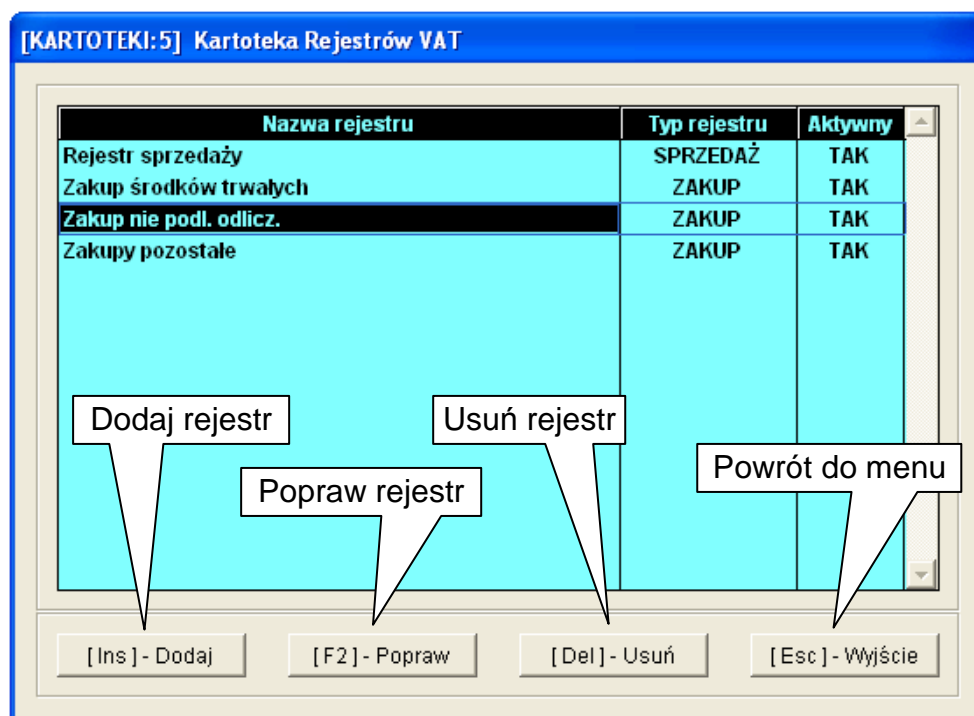 [KARTOTEKI:5] Kartoteka Rejestrów VAT
Nazwa rejestru Typ rejestru Aktywny
Rejestr sprzedaży SPRZEDAŻ TAK
Zakup środków trwałych ZAKUP TAK
Zakup nie podl. odlicz. ZAKUP TAK
Zakupy pozostałe ZAKUP TAK
Dodaj rejestr
Usuń rejestr
Powrót do menu
Popraw rejestr
[Ins]- Dodaj [F2]- Popraw [Del]- Usuń [Esc]- Wyjście